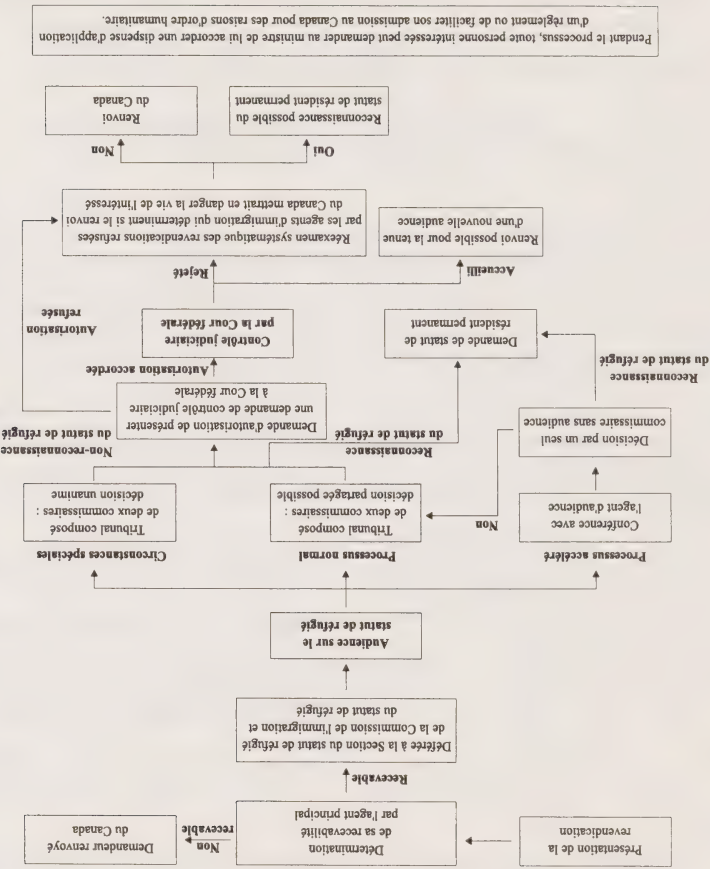 Présentation de la
revendication
Détermination
de sa recevabilité
par l'agent principal
Non
recevable
Demandeur renvoyé
du Canada
Recevable
Déférée à la Section du statut de réfugié
de la Commission de l'immigration et
du statut de réfugié
Audience sur le
statut de réfugié
Processus accéléré
Conférence avec
l'agent d'audience
Processus normal
Tribunal composé
de deux commissaires :
décision partagée possible
Circonstances spéciales
Tribunal composé
de deux commissaires :
décision unanime
Non
Décision par un seul
commissaire sans audience
Reconnaissance
du statut de réfugié
Reconnaissance
du statut de réfugié
Non-reconnaissance
du statut de réfugié
Demande d'autorisation de présenter
une demande de contrôle judiciaire
à la Cour fédérale
Demande de statut de
résident permanent
Autorisation accordée
Autorisation
refusée
Contrôle judiciaire
par la Cour fédérale
Accueilli
Rejeté
Renvoi possible pour la tenue
d'une nouvelle audience
Réexamen systématique des revendications refusées
par les agents d'immigration qui déterminent si le renvoi
du Canada mettrait en danger la vie de l'intéressé
Oui
Non
Reconnaissance possible du
statut de résident permanent
Renvoi
du Canada
Pendant le processus, toute personne intéressée peut demander au ministre de lui accorder une dispense d'application
d'un règlement ou de faciliter son admission au Canada pour des raisons d'ordre humanitaire.